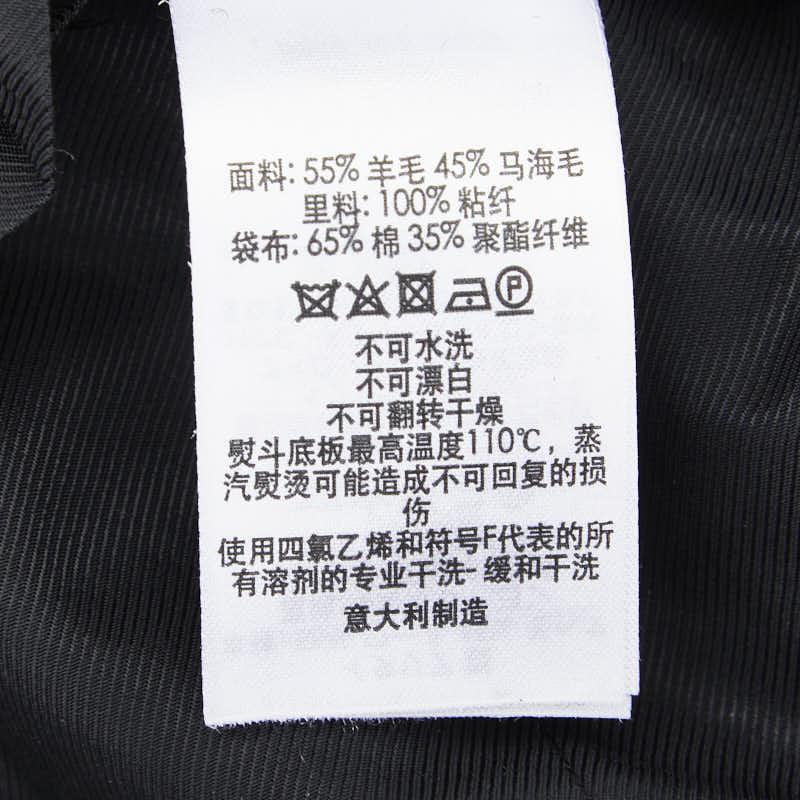 面料: 55% 羊毛 45% 马海毛
里料: 100% 粘纤
袋布: 65% 棉 35% 聚酯纤维
P
不可水洗
不可漂白
不可翻转干燥
熨斗底板最高温度110℃, 蒸
汽熨烫可能造成不可回复的损
伤
使用四氯乙烯和符号F代表的所
有溶剂的专业干洗- 缓和干洗
意大利制造